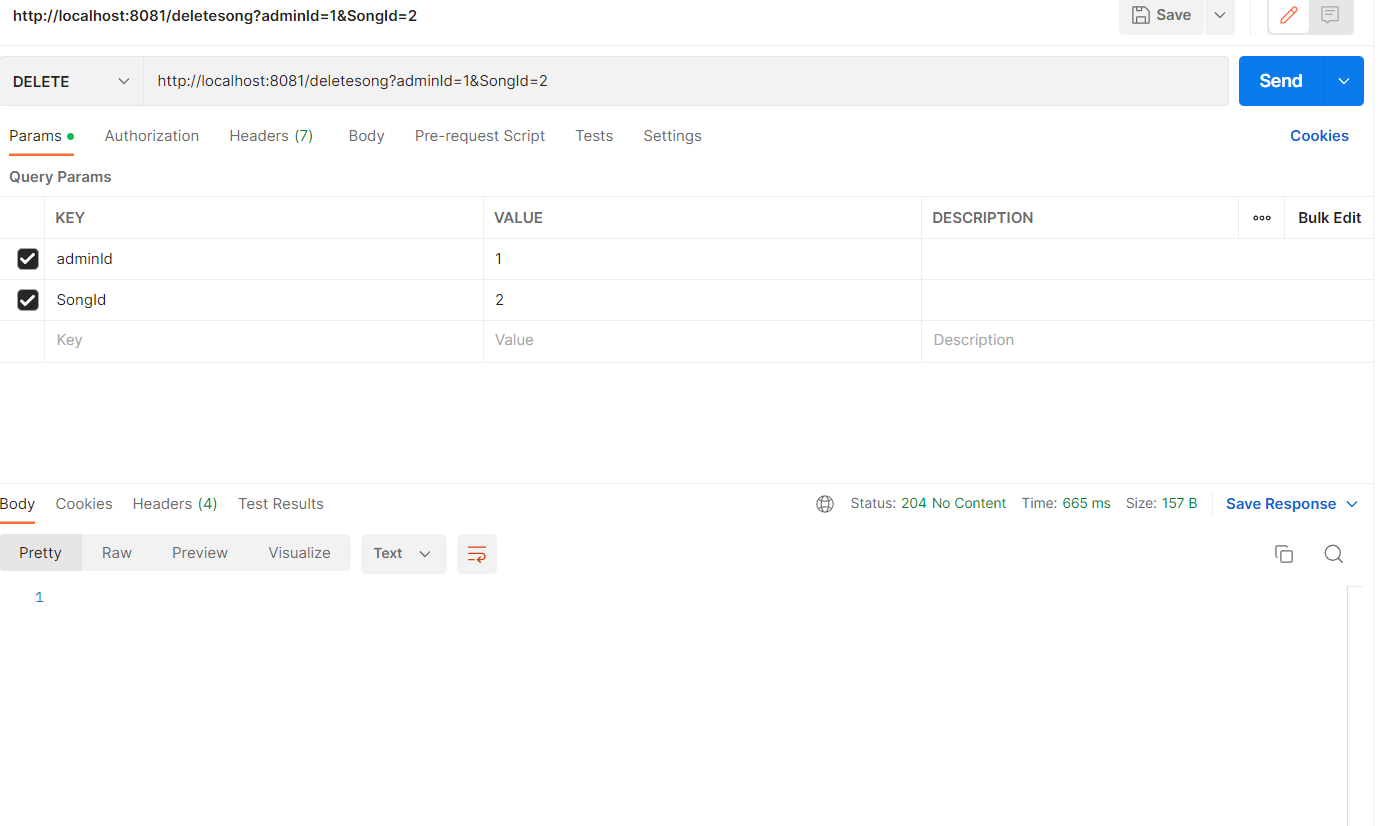 http://localhost:8081/deletesong?adminId=1&SongId=2
Save
DELETE http://localhost:8081/deletesong?adminId=1&SongId=2 Send
Params Authorization Headers (7) Body Pre-request Script Tests Settings Cookies
Query Params
KEY VALUE DESCRIPTION ooo Bulk Edit
adminId 1
SongId 2
Key Value Description
Body Cookies Headers (4) Test Results Status: 204 No Content Time: 665 ms Size: 157 B Save Response
Pretty Raw Preview Visualize Text
1